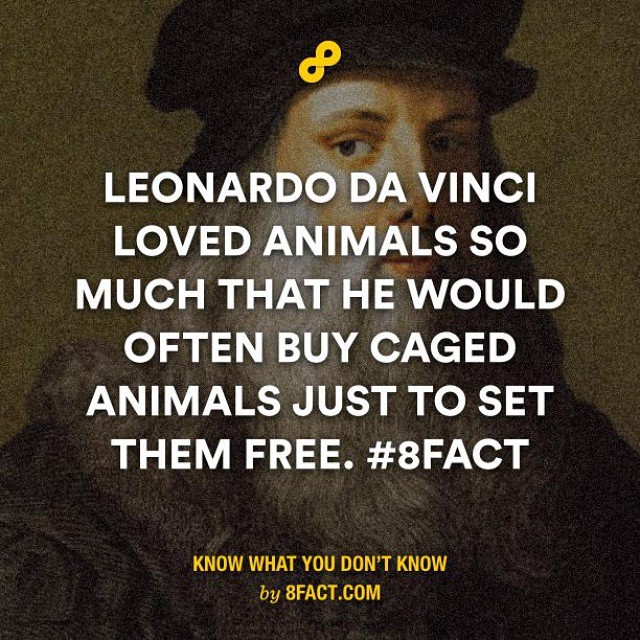 LEONARDO DA VINCI
LOVED ANIMALS SO
MUCH THAT HE WOULD
OFTEN BUY CAGED
ANIMALS JUST TO SET
THEM FREE. #8FACT
KNOW WHAT YOU DON'T KNOW
by 8FACT.COM